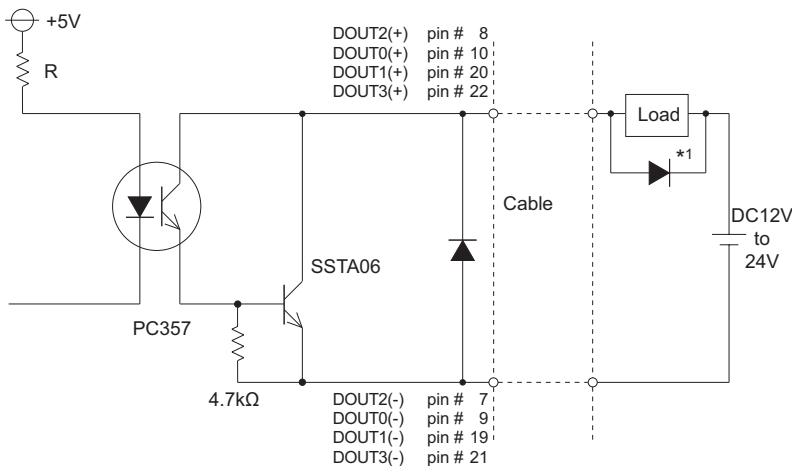 +5V
R
DOUT2(+) pin # 8
DOUT0(+) pin # 10
DOUT1(+) pin # 20
DOUT3(+) pin # 22
Load
*1
Cable
DC12V
to
24V
SSTA06
PC357
4.7kΩ
DOUT2(-) pin # 7
DOUT0(-) pin # 9
DOUT1(-) pin # 19
DOUT3(-) pin # 21